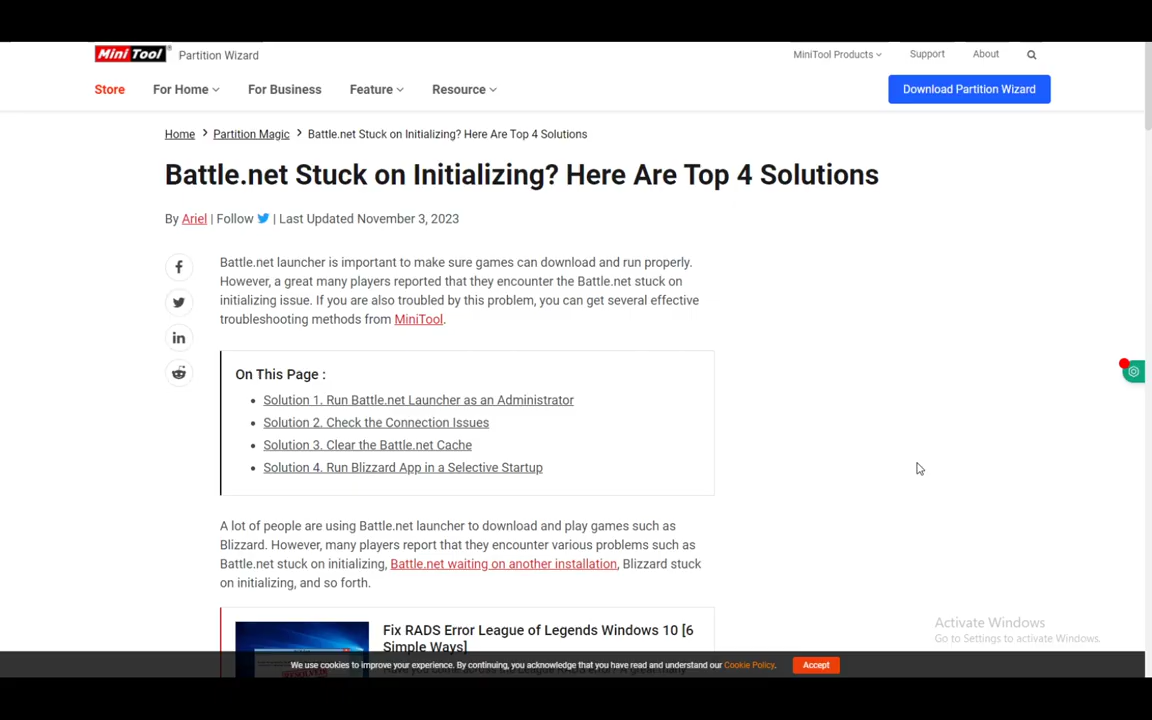 MiniTool® Partition Wizard
MiniTool Products Support About
Store For Home For Business Feature Resource Download Partition Wizard
Home > Partition Magic > Battle.net Stuck on Initializing? Here Are Top 4 Solutions
Battle.net Stuck on Initializing? Here Are Top 4 Solutions
By Ariel | Follow | Last Updated November 3, 2023
Battle.net launcher is important to make sure games can download and run properly.
However, a great many players reported that they encounter the Battle.net stuck on
initializing issue. If you are also troubled by this problem, you can get several effective
troubleshooting methods from MiniTool.
On This Page :
• Solution 1. Run Battle.net Launcher as an Administrator
• Solution 2. Check the Connection Issues
• Solution 3. Clear the Battle.net Cache
• Solution 4. Run Blizzard App in a Selective Startup
A lot of people are using Battle.net launcher to download and play games such as
Blizzard. However, many players report that they encounter various problems such as
Battle.net stuck on initializing, Battle.net waiting on another installation, Blizzard stuck
on initializing, and so forth.
Fix RADS Error League of Legends Windows 10 [6
Simple Ways]
Activate Windows
Go to Settings to activate Windows.
We use cookies to improve your experience. By continuing, you acknowledge that you have read and understand our Cookie Policy. Accept